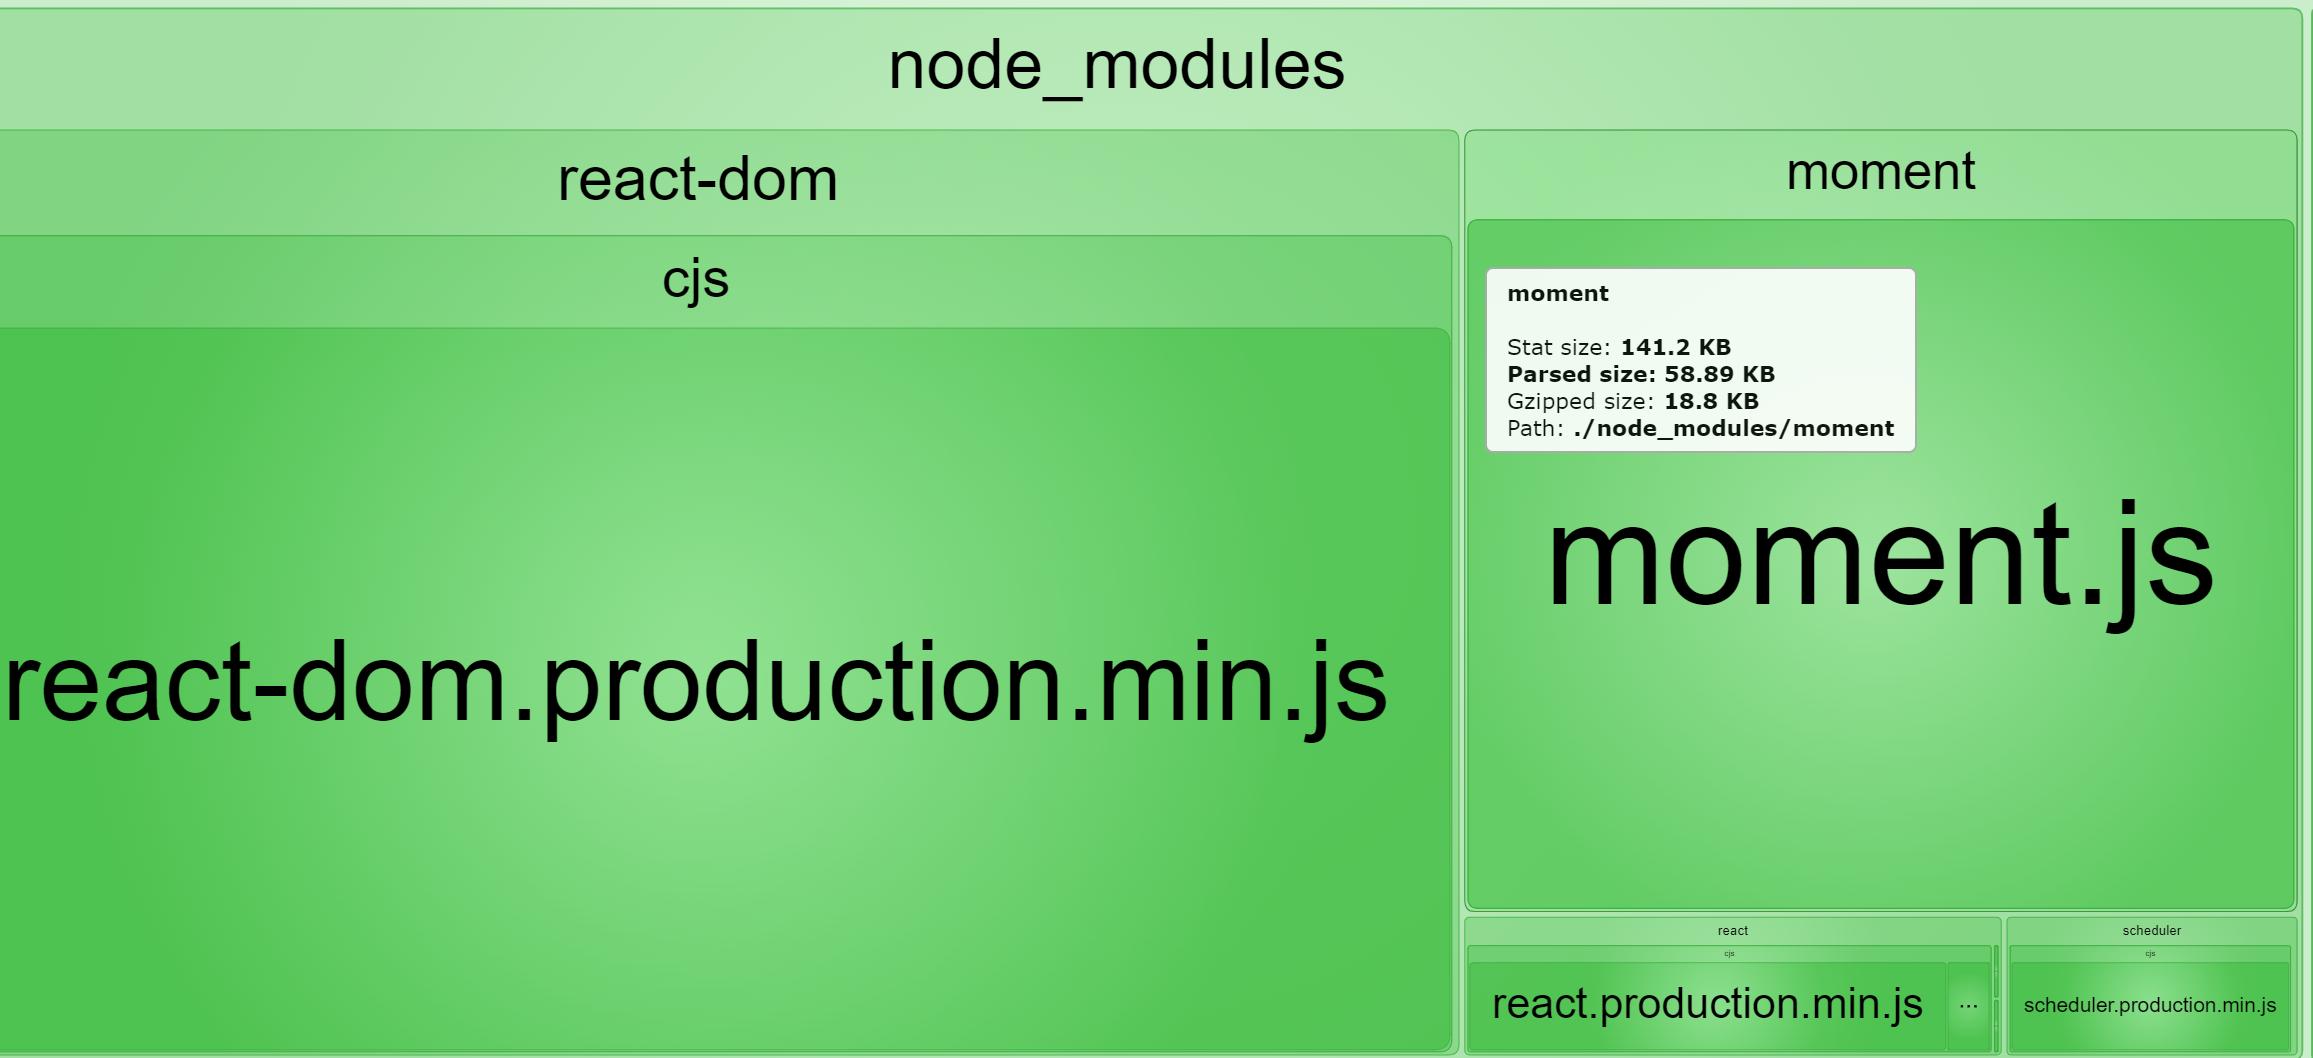 node_modules
react-dom
cjs
react-dom.production.min.js
moment
moment
Stat size: 141.2 KB
Parsed size: 58.89 KB
Gzipped size: 18.8 KB
Path: ./node_modules/moment
moment.js
react
cjs
react.production.min.js
...
scheduler
cjs
scheduler.production.min.js